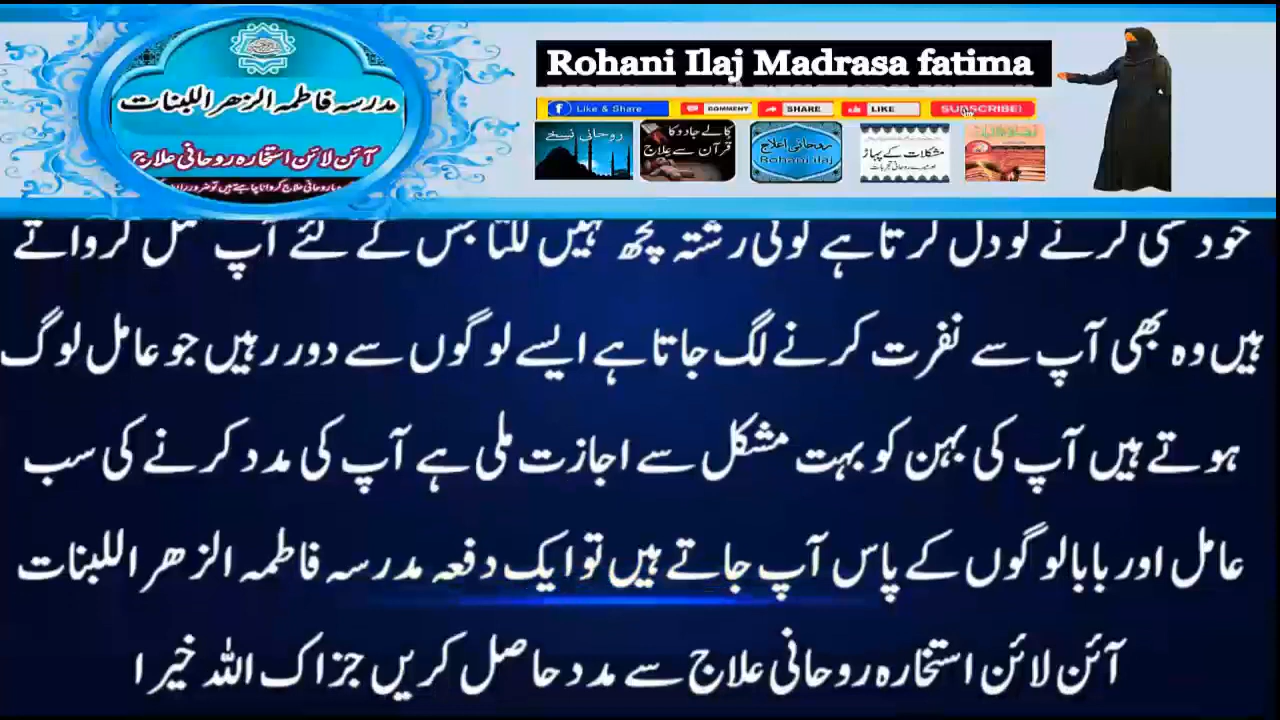 مدرسہ فاطمہ الزھراللبنات
آئن لائن استخارہ روحانی علاج
Rohani Ilaj Madrasa fatima
Like & Share
COMMENT
SHARE
LIKE
SUBSCRIBE!
روحانی نسخے
کالے جادو کا
قرآن سے علاج
روحانی علاج
Rohani Ilaj
مشکلات کے پہاڑ
خودکشی کرنے کو دل کرتا ہے کوئی رشتہ کچھ نہیں لگتا جس کے لئے آپ عمل کرواتے
ہیں وہ بھی آپ سے نفرت کرنے لگ جاتا ہے ایسے لوگوں سے دور رہیں جو عامل لوگ
ہوتے ہیں آپ کی بہن کو بہت مشکل سے اجازت ملی ہے آپ کی مدد کرنے کی سب
عامل اور بابا لوگوں کے پاس آپ جاتے ہیں تو ایک دفعہ مدرسہ فاطمہ الزھراللبنات
آئن لائن استخارہ روحانی علاج سے مدد حاصل کریں جزاک اللہ خیرا